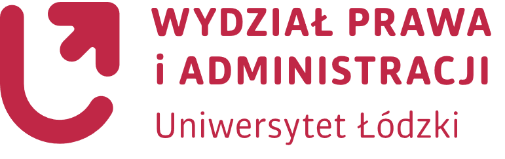 WYDZIAŁ PRAWA
i ADMINISTRACJI
Uniwersytet Łódzki